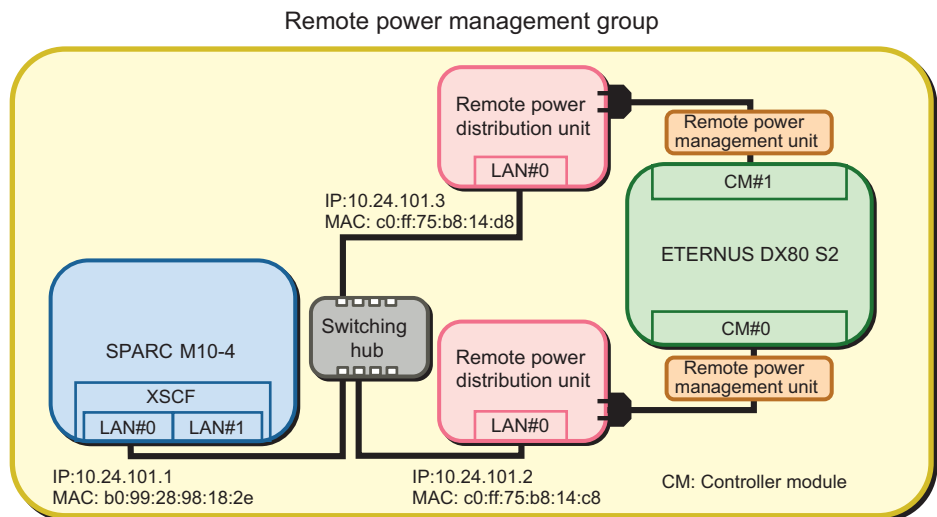 Remote power management group
Remote power
distribution unit
LAN#0
Remote power
management unit
CM#1
IP:10.24.101.3
MAC: c0:ff:75:b8:14:d8
ETERNUS DX80 S2
CM#0
Switching
hub
SPARC M10-4
XSCF
LAN#0
LAN#1
Remote power
distribution unit
LAN#0
Remote power
management unit
IP:10.24.101.1
MAC: b0:99:28:98:18:2e
IP:10.24.101.2
MAC: c0:ff:75:b8:14:c8
CM: Controller module